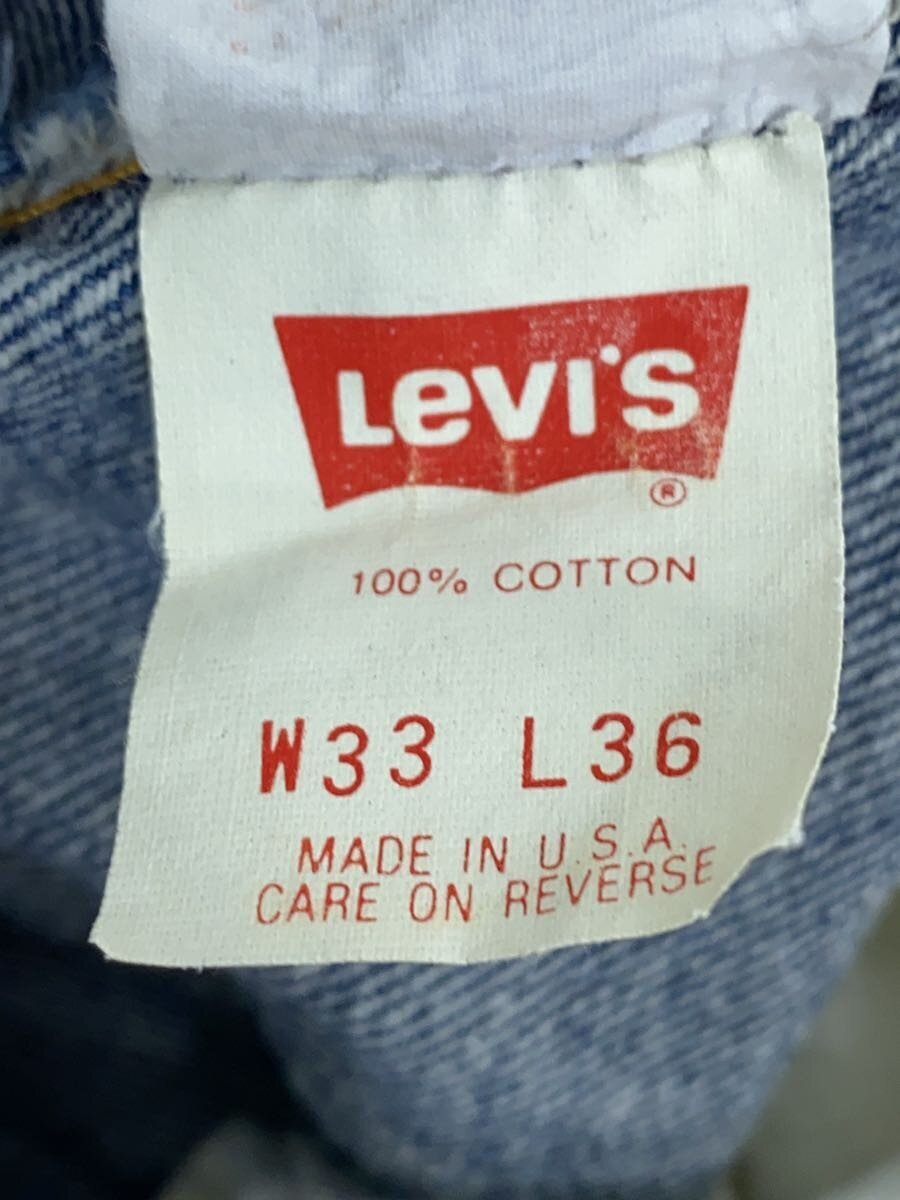 Levi's
®
100% COTTON
W33 L36
MADE IN U.S.A.
CARE ON REVERSE